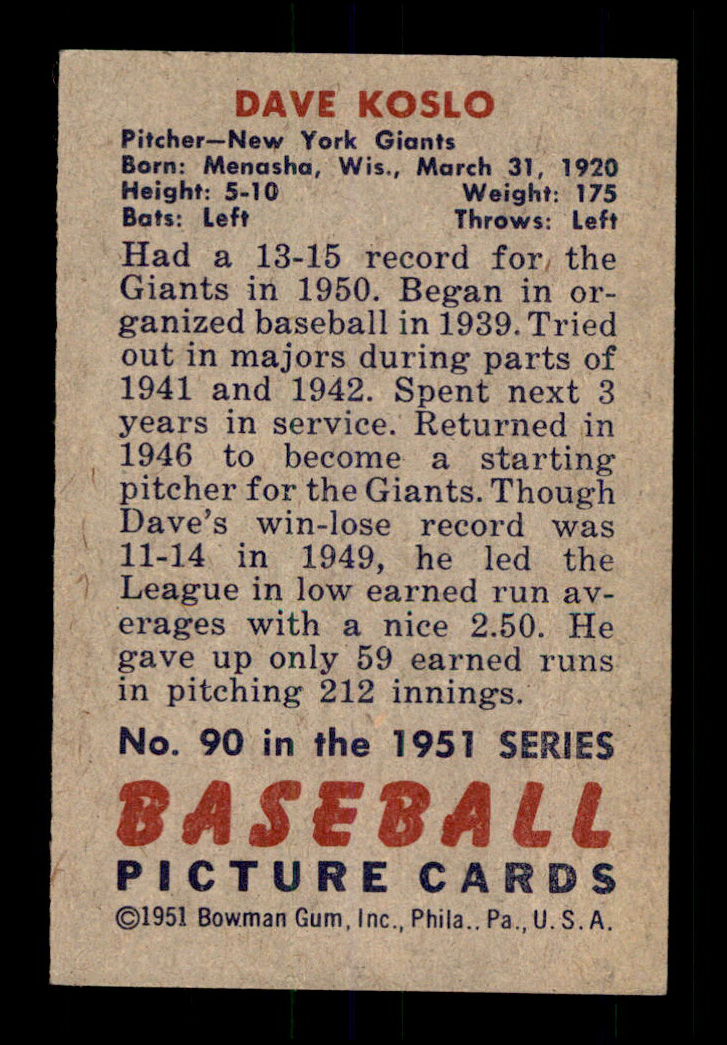 DAVE KOSLO
Pitcher—New York Giants
Born: Menasha, Wis., March 31, 1920
Height: 5-10 Weight: 175
Bats: Left Throws: Left
Had a 13-15 record for the
Giants in 1950. Began in or-
ganized baseball in 1939. Tried
out in majors during parts of
1941 and 1942. Spent next 3
years in service. Returned in
1946 to become a starting
pitcher for the Giants. Though
Dave's win-lose record was
11-14 in 1949, he led the
League in low earned run av-
erages with a nice 2.50. He
gave up only 59 earned runs
in pitching 212 innings.
No. 90 in the 1951 SERIES
BASEBALL
PICTURE CARDS
©1951 Bowman Gum, Inc., Phila.. Pa., U. S. A.